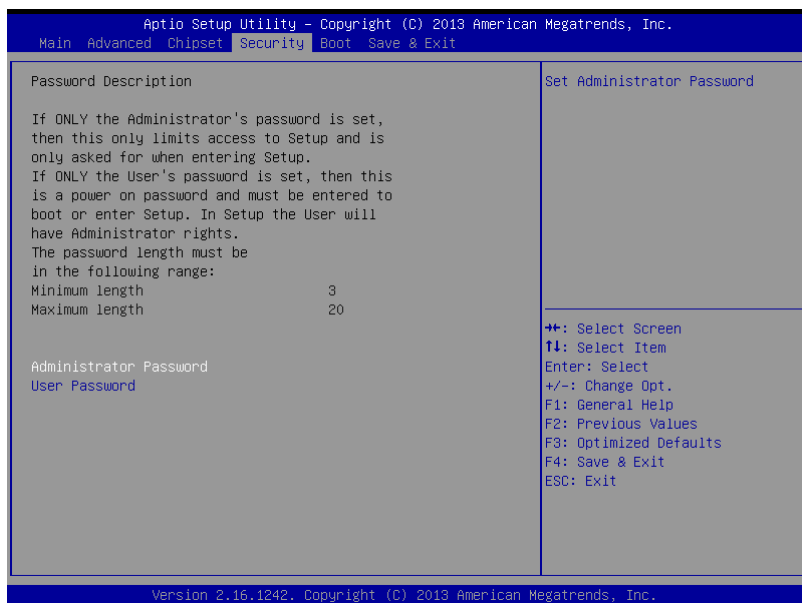 Aptio Setup Utility – Copyright (C) 2013 American Megatrends, Inc.
Main Advanced Chipset Security Boot Save & Exit
Password Description
If ONLY the Administrator's password is set,
then this only limits access to Setup and is
only asked for when entering Setup.
If ONLY the User's password is set, then this
is a power on password and must be entered to
boot or enter Setup. In Setup the User will
have Administrator rights.
The password length must be
in the following range:
Minimum length 3
Maximum length 20
Administrator Password
User Password
Set Administrator Password
→←: Select Screen
↑↓: Select Item
Enter: Select
+/-: Change Opt.
F1: General Help
F2: Previous Values
F3: Optimized Defaults
F4: Save & Exit
ESC: Exit
Version 2.16.1242. Copyright (C) 2013 American Megatrends, Inc.